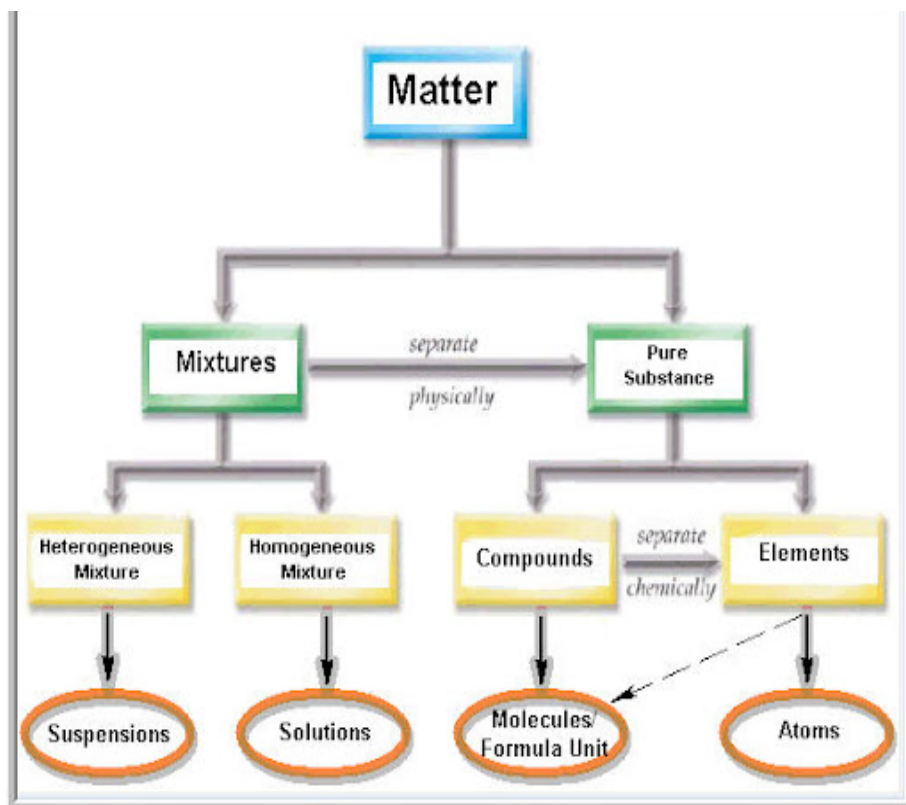 Matter
Mixtures
separate
physically
Pure
Substance
Heterogeneous
Mixture
Homogeneous
Mixture
Compounds
separate
chemically
Elements
Suspensions
Solutions
Molecules/
Formula Unit
Atoms